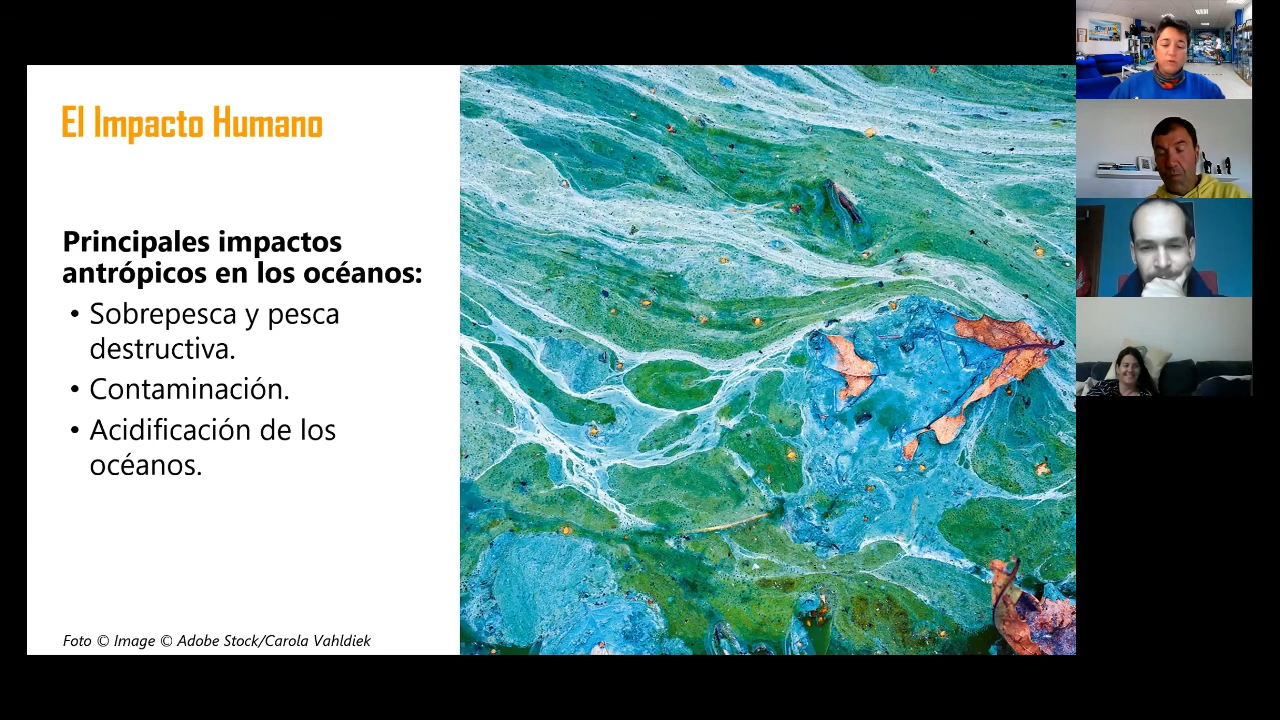 El Impacto Humano
Principales impactos
antrópicos en los océanos:
• Sobrepesca y pesca
destructiva.
• Contaminación.
• Acidificación de los
océanos.
Foto © Image © Adobe Stock/Carola Vahldiek